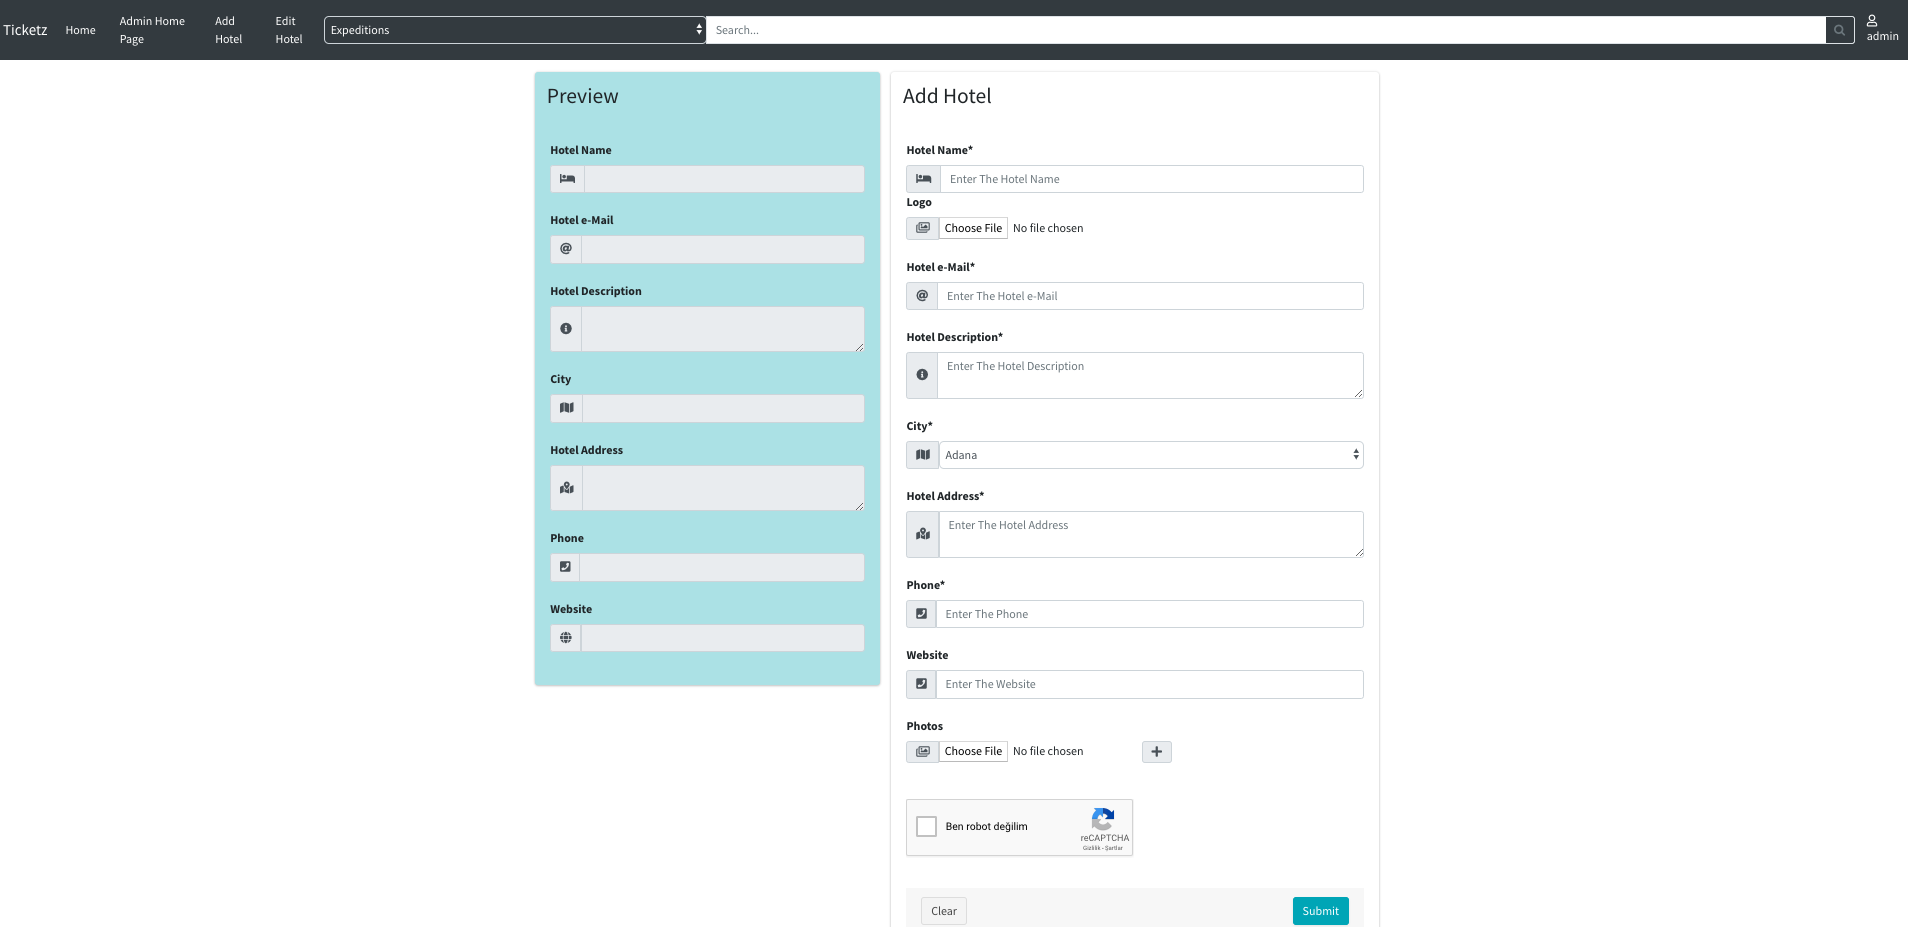 Ticketz
Home
Admin Home
Page
Add
Hotel
Edit
Hotel
Expeditions
Search...
admin
Preview
Hotel Name
Hotel e-Mail
@
Hotel Description
City
Hotel Address
Phone
Website
Add Hotel
Hotel Name*
Enter The Hotel Name
Logo
Choose File No file chosen
Hotel e-Mail*
@ Enter The Hotel e-Mail
Hotel Description*
Enter The Hotel Description
City*
Adana
Hotel Address*
Enter The Hotel Address
Phone*
Enter The Phone
Website
Enter The Website
Photos
Choose File No file chosen
Ben robot değilim
reCAPTCHA
Gizlilik - Şartlar
Clear
Submit